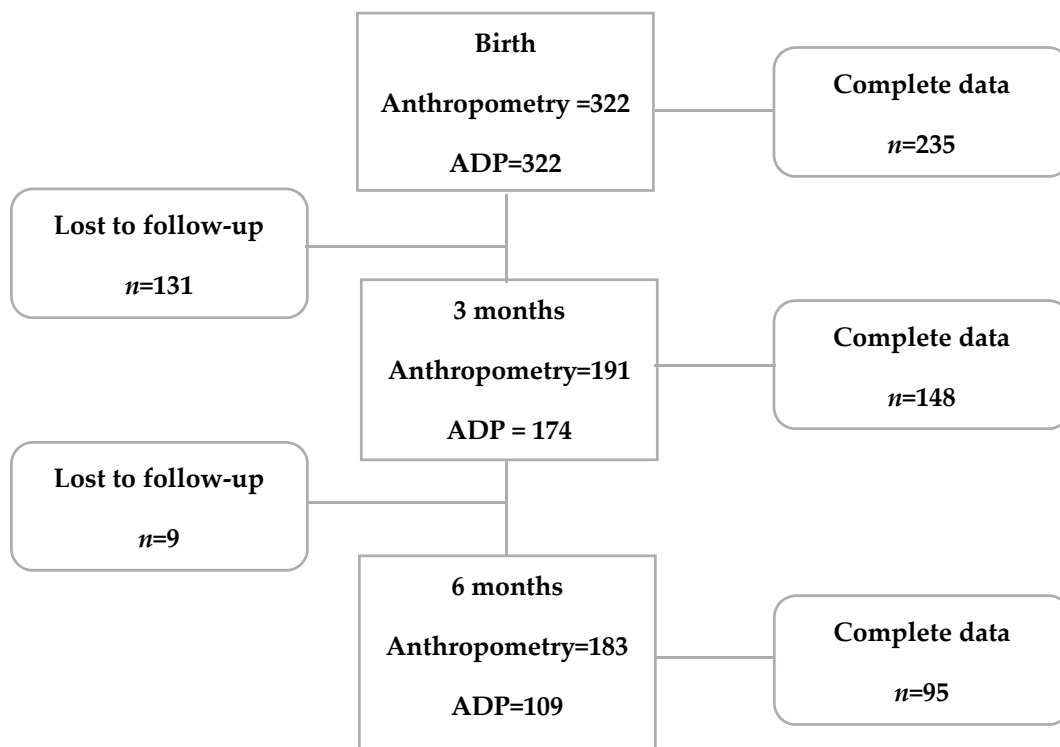 Birth
Anthropometry =322
ADP=322
Complete data
n=235
Lost to follow-up
n=131
3 months
Anthropometry=191
ADP = 174
Complete data
n=148
Lost to follow-up
n=9
6 months
Anthropometry=183
ADP=109
Complete data
n=95